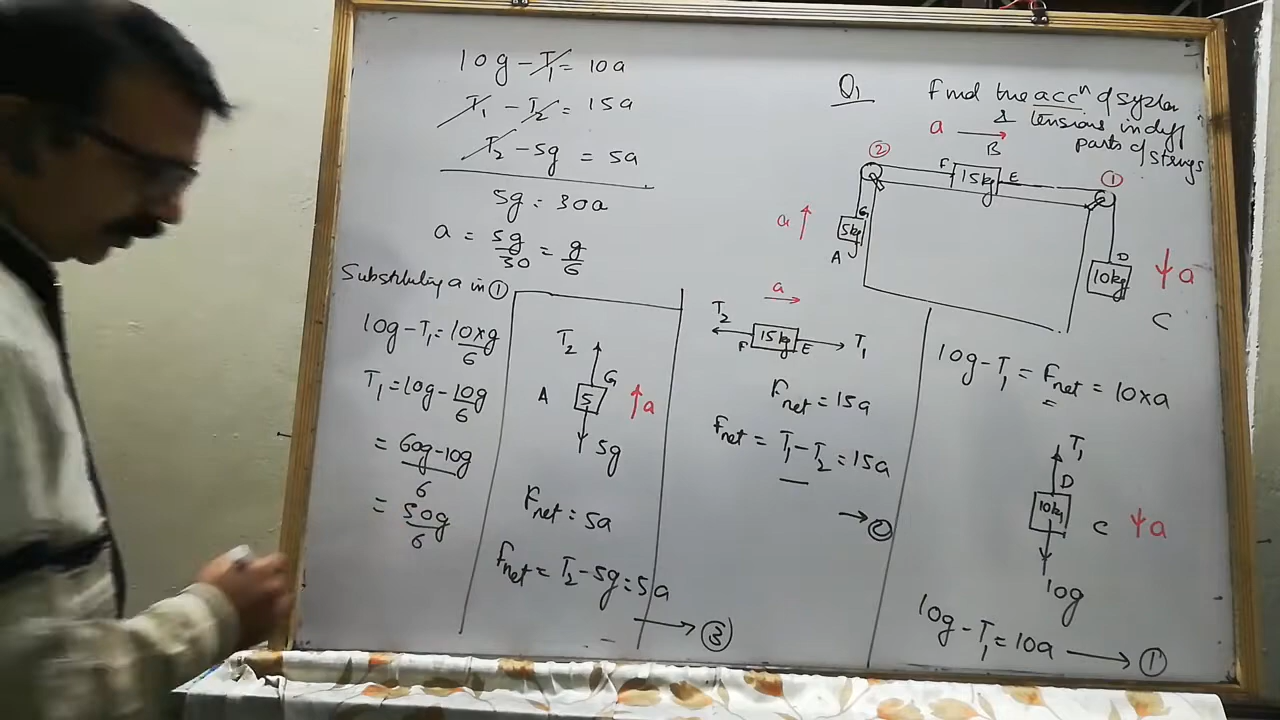 10g - T₁ = 10a
T₁ - T₂ = 15a
T₂ - 5g = 5a
5g = 30a
a = 5g/30 = g/6
Substituting a in ①
10g - T₁ = 10×g/6
T₁ = 10g - 10g/6
= 60g - 10g/6
= 50g/6
T₂
G
A 5 a
5g
Fnet = 5a
Fnet = T₂ - 5g = 5a
→ ③
Q₁ Find the accⁿ of system
& tensions in diff
parts of strings
a → B
② F 15kg E ①
a G
5kg
A
D
10kg a
C
a
T₂ F 15kg E T₁
Fnet = 15a
Fnet = T₁ - T₂ = 15a
→ ②
10g - T₁ = Fnet = 10×a
T₁
D
10kg C a
10g
10g - T₁ = 10a → ①